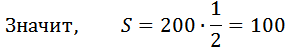 Значит, S = 200 · 1/2 = 100